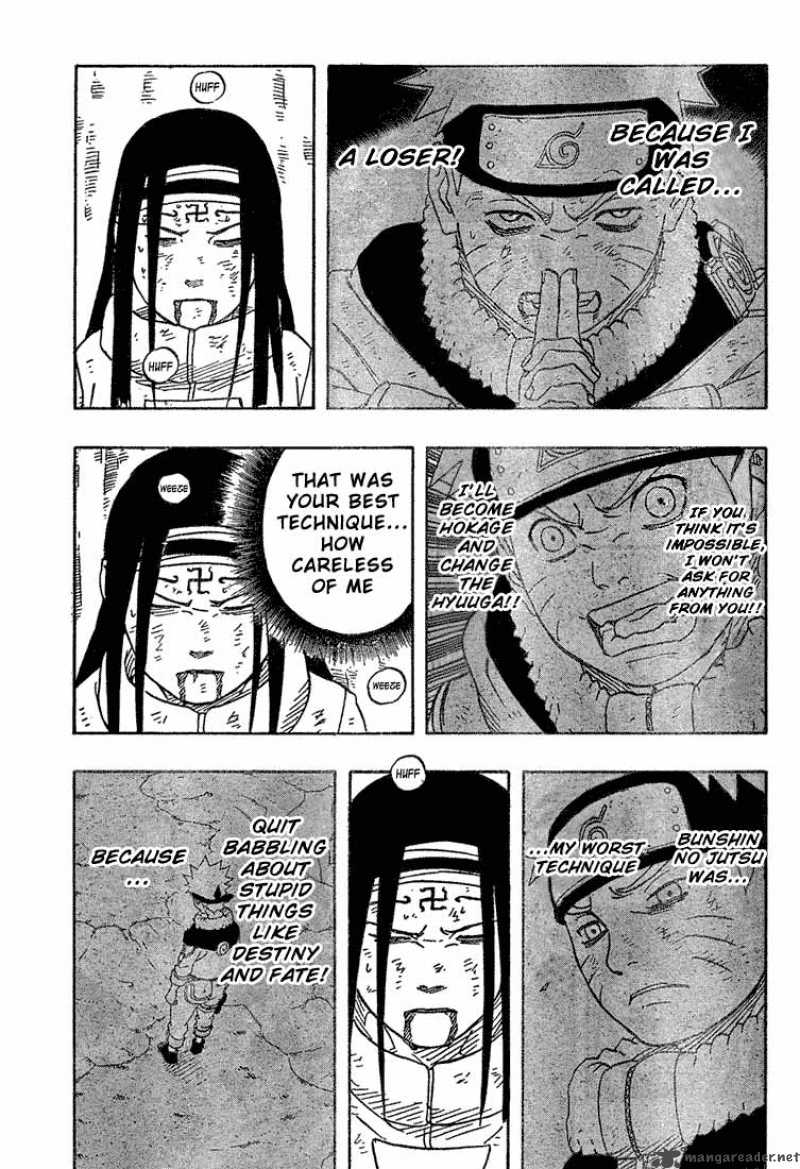 BECAUSE I
WAS
CALLED...
A LOSER!
HUFF
HUFF
IF YOU
THINK IT'S
IMPOSSIBLE,
I WON'T
ASK FOR
ANYTHING
FROM YOU!!
I'LL
BECOME
HOKAGE
AND
CHANGE
THE
HYUUGA!!
THAT WAS
YOUR BEST
TECHNIQUE...
HOW
CARELESS
OF ME
WEEZE
WEEZE
BUNSHIN
NO JUTSU
WAS...
...MY WORST
TECHNIQUE
HUFF
QUIT
BABBLING
ABOUT
STUPID
THINGS
LIKE
DESTINY
AND FATE!
BECAUSE
...
mangareader.net